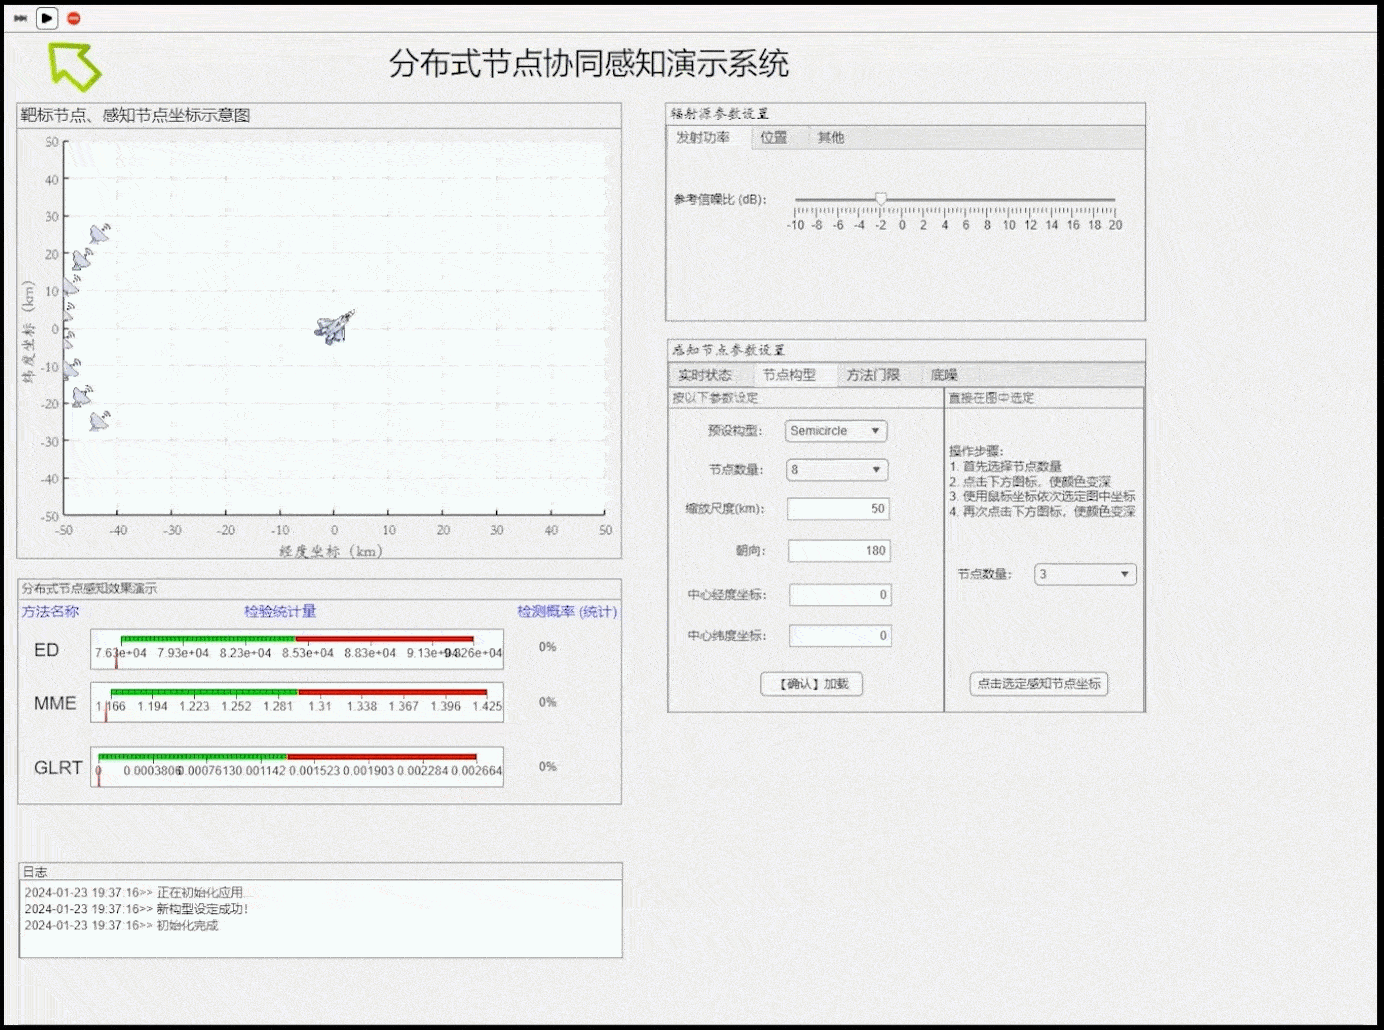 分布式节点协同感知演示系统
靶标节点、感知节点坐标示意图
50
40
30
20
10
0
-10
-20
-30
-40
-50
纬度坐标 (km)
-50 -40 -30 -20 -10 0 10 20 30 40 50
经度坐标 (km)
分布式节点感知效果演示
方法名称 检验统计量 检测概率 (统计)
ED 0%
7.63e+04 7.93e+04 8.23e+04 8.53e+04 8.83e+04
MME 0%
1.166 1.194 1.223 1.252 1.281 1.31 1.338 1.367 1.396 1.425
GLRT 0%
0 0.0003806 0.0007613 0.001142 0.001523 0.001903 0.002284 0.002664
日志
2024-01-23 19:37:16>> 正在初始化应用
2024-01-23 19:37:16>> 新构型设定成功!
2024-01-23 19:37:16>> 初始化完成
辐射源参数设置
发射功率 位置 其他
参考信噪比 (dB):
-10 -8 -6 -4 -2 0 2 4 6 8 10 12 14 16 18 20
感知节点参数设置
实时状态 节点构型 方法门限 底噪
按以下参数设定
预设构型: Semicircle
节点数量: 8
缩放尺度(km): 50
朝向: 180
中心经度坐标: 0
中心纬度坐标: 0
【确认】加载
直接在图中选定
操作步骤:
1. 首先选择节点数量
2. 点击下方图标，使颜色变深
3. 使用鼠标坐标依次选定图中坐标
4. 再次点击下方图标，使颜色变深
节点数量: 3
点击选定感知节点坐标